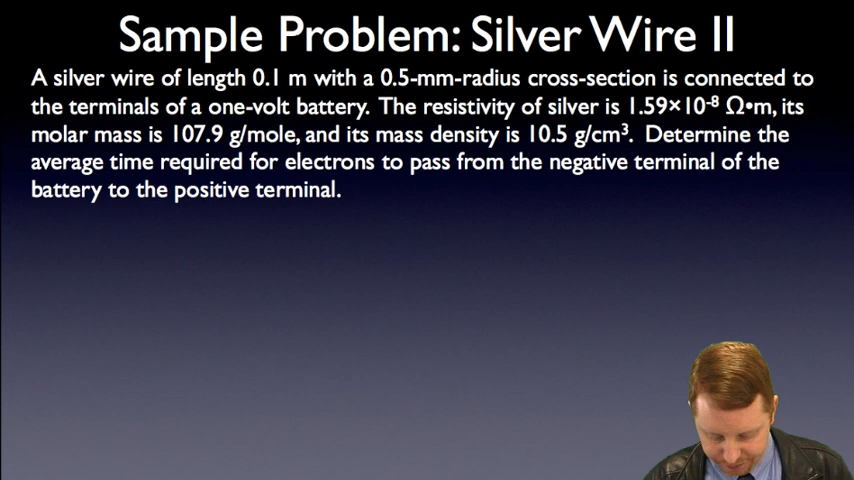 Sample Problem: Silver Wire II
A silver wire of length 0.1 m with a 0.5-mm-radius cross-section is connected to
the terminals of a one-volt battery. The resistivity of silver is 1.59×10⁻⁸ Ω•m, its
molar mass is 107.9 g/mole, and its mass density is 10.5 g/cm³. Determine the
average time required for electrons to pass from the negative terminal of the
battery to the positive terminal.